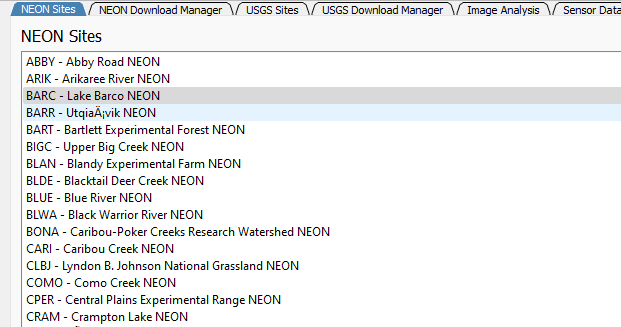 NEON Sites NEON Download Manager USGS Sites USGS Download Manager Image Analysis Sensor Data
NEON Sites
ABBY - Abby Road NEON
ARIK - Arikaree River NEON
BARC - Lake Barco NEON
BARR - UtqiaÄ¡vik NEON
BART - Bartlett Experimental Forest NEON
BIGC - Upper Big Creek NEON
BLAN - Blandy Experimental Farm NEON
BLDE - Blacktail Deer Creek NEON
BLUE - Blue River NEON
BLWA - Black Warrior River NEON
BONA - Caribou-Poker Creeks Research Watershed NEON
CARI - Caribou Creek NEON
CLBJ - Lyndon B. Johnson National Grassland NEON
COMO - Como Creek NEON
CPER - Central Plains Experimental Range NEON
CRAM - Crampton Lake NEON